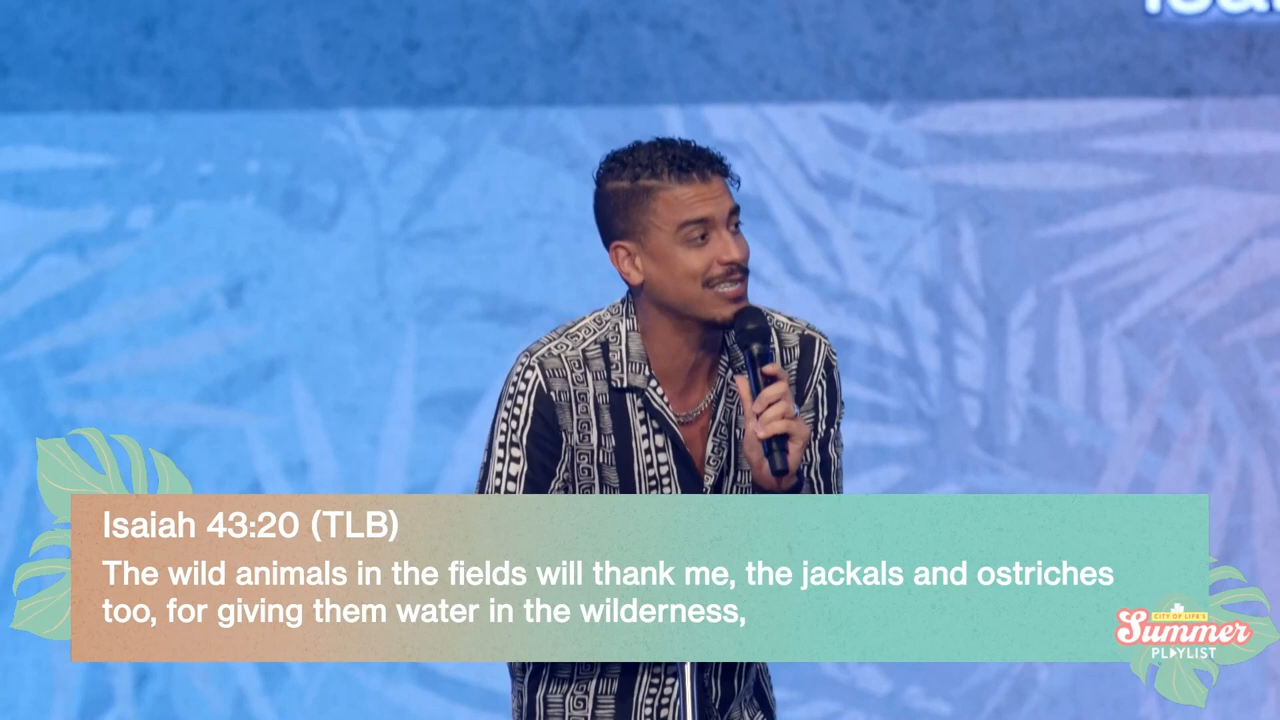 Isaiah 43:20 (TLB)
The wild animals in the fields will thank me, the jackals and ostriches
too, for giving them water in the wilderness,
CITY OF LIFE'S
Summer
PLAYLIST